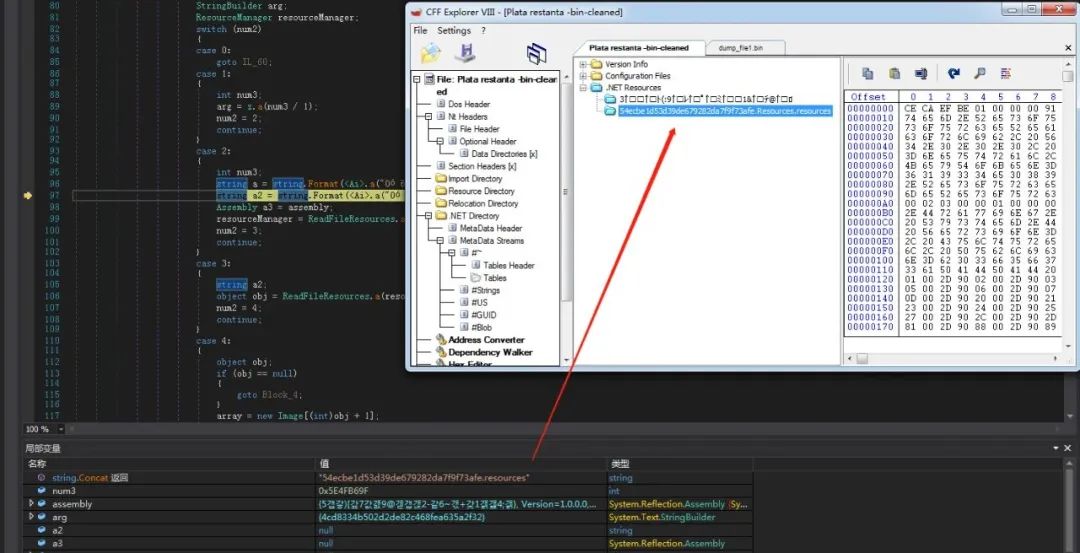 80
StringBuilder arg;
81
ResourceManager resourceManager;
82
switch (num2)
83
{
84
case 0:
85
goto IL_60;
86
case 1:
87
{
88
int num3;
89
arg = z.a(num3 / 1);
90
num2 = 2;
91
continue;
92
}
93
case 2:
94
{
95
int num3;
96
string a = string.Format(<Ai>.a("
97
string a2 = string.Format(<Ai>.a("
98
Assembly a3 = assembly;
99
resourceManager = ReadFileResources.a
100
num2 = 3;
101
continue;
102
}
103
case 3:
104
{
105
string a2;
106
object obj = ReadFileResources.a(reso
107
num2 = 4;
108
continue;
109
}
110
case 4:
111
{
112
object obj;
113
if (obj == null)
114
{
115
goto Block_4;
116
}
117
array = new Image[(int)obj + 1];
100 %
CFF Explorer VIII - [Plata restanta -bin-cleaned]
File Settings ?
Plata restanta -bin-cleaned
dump_file1.bin
File: Plata restanta -bin-cleaned
Dos Header
Nt Headers
File Header
Optional Header
Data Directories [x]
Section Headers [x]
Import Directory
Resource Directory
Relocation Directory
.NET Directory
MetaData Header
MetaData Streams
#~
Tables Header
Tables
#Strings
#US
#GUID
#Blob
Address Converter
Dependency Walker
Hex Editor
Version Info
Configuration Files
.NET Resources
54ecbe1d53d39de679282da7f9f73afe.Resources.resources
Offset 0 1 2 3 4 5 6 7 8
00000000 CE CA EF BE 01 00 00 00 91
00000010 74 65 6D 2E 52 65 73 6F 75
00000020 73 6F 75 72 63 65 52 65 61
00000030 63 6F 72 6C 69 62 2C 20 56
00000040 34 2E 30 2E 30 2E 30 2C 20
00000050 3D 6E 65 75 74 72 61 6C 2C
00000060 4B 65 79 54 6F 6B 65 6E 3D
00000070 36 31 39 33 34 65 30 38 39
00000080 2E 52 65 73 6F 75 72 63 65
00000090 6D 65 52 65 73 6F 75 72 63
000000A0 00 02 03 00 00 01 00 00 00
000000B0 2E 44 72 61 77 69 6E 67 2E
000000C0 20 53 79 73 74 65 6D 2E 44
000000D0 20 56 65 72 73 69 6F 6E 3D
000000E0 2C 20 43 75 6C 74 75 72 65
000000F0 6C 2C 20 50 75 62 6C 69 63
00000100 6E 3D 62 30 33 66 35 66 37
00000110 33 61 50 41 44 50 41 44 20
00000120 01 00 2D 90 02 00 2D 90 03
00000130 05 00 2D 90 06 00 2D 90 07
00000140 0D 00 2D 90 20 00 2D 90 21
00000150 23 00 2D 90 24 00 2D 90 25
00000160 27 00 2D 90 2C 00 2D 90 2D
00000170 81 00 2D 90 88 00 2D 90 89
局部变量
名称 值 类型
string.Concat 返回 "54ecbe1d53d39de679282da7f9f73afe.resources" string
num3 0x5E4FB69F int
assembly Version=1.0.0.0,... System.Reflection.Assembly {Sy...
arg {4cd8334b502d2de82c468fea635a2f32} System.Text.StringBuilder
a2 null string
a3 null System.Reflection.Assembly